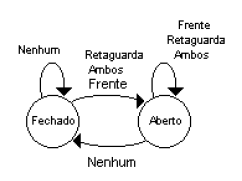 Frente
Retaguarda
Ambos
Nenhum
Retaguarda
Ambos
Frente
Fechado
Aberto
Nenhum